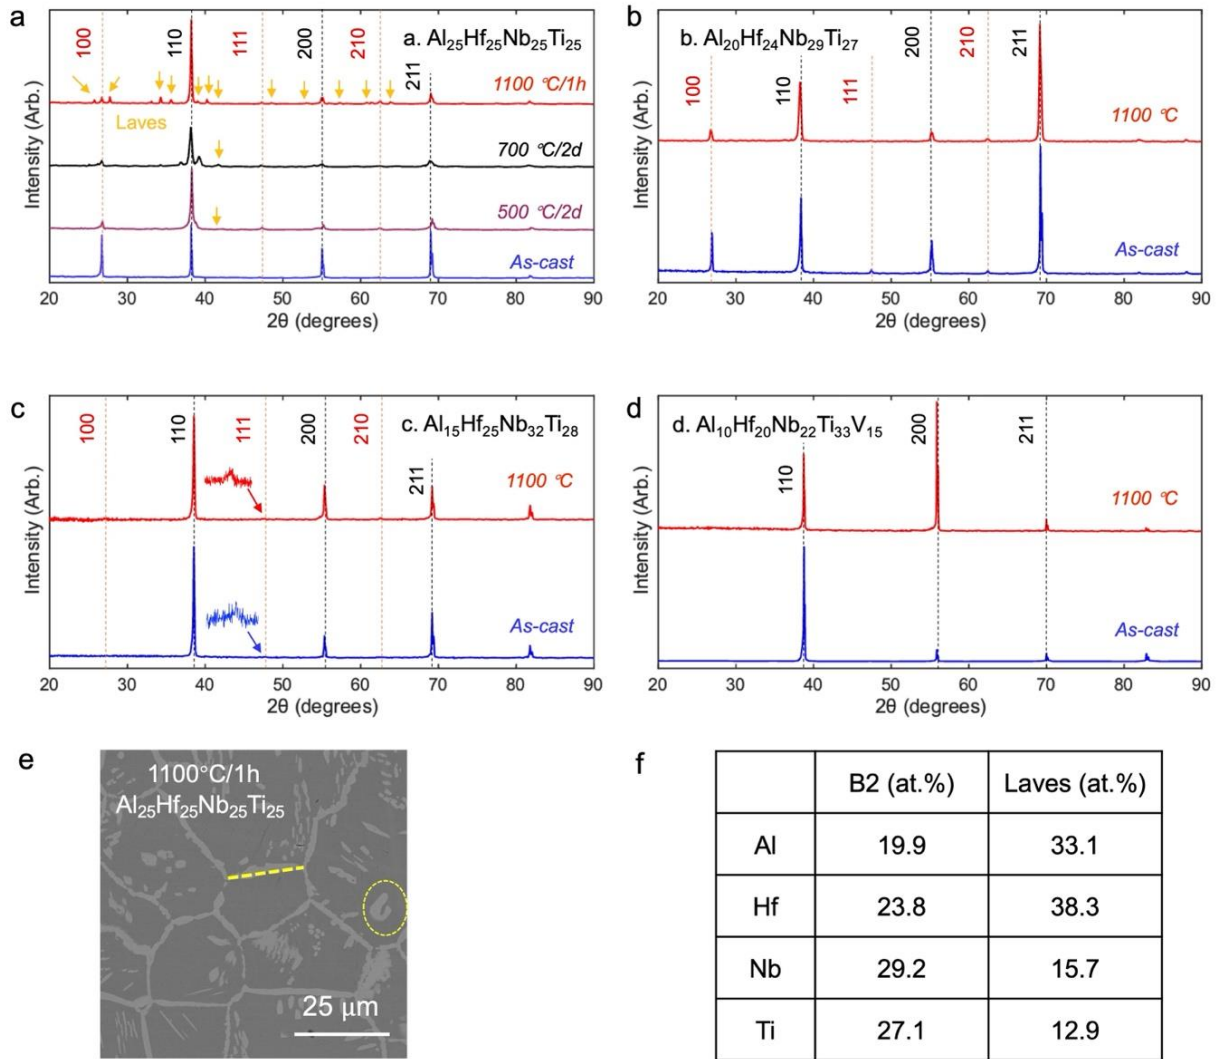 a
a. Al₂₅Hf₂₅Nb₂₅Ti₂₅
100
110
111
200
210
211
1100 °C/1h
Laves
700 °C/2d
500 °C/2d
As-cast
Intensity (Arb.)
20 30 40 50 60 70 80 90
2θ (degrees)
b
b. Al₂₀Hf₂₄Nb₂₉Ti₂₇
100
110
111
200
210
211
1100 °C
As-cast
Intensity (Arb.)
20 30 40 50 60 70 80 90
2θ (degrees)
c
c. Al₁₅Hf₂₅Nb₃₂Ti₂₈
100
110
111
200
210
211
1100 °C
As-cast
Intensity (Arb.)
20 30 40 50 60 70 80 90
2θ (degrees)
d
d. Al₁₀Hf₂₀Nb₂₂Ti₃₃V₁₅
110
200
211
1100 °C
As-cast
Intensity (Arb.)
20 30 40 50 60 70 80 90
2θ (degrees)
e
1100°C/1h
Al₂₅Hf₂₅Nb₂₅Ti₂₅
25 μm
f
B2 (at.%) Laves (at.%)
Al 19.9 33.1
Hf 23.8 38.3
Nb 29.2 15.7
Ti 27.1 12.9